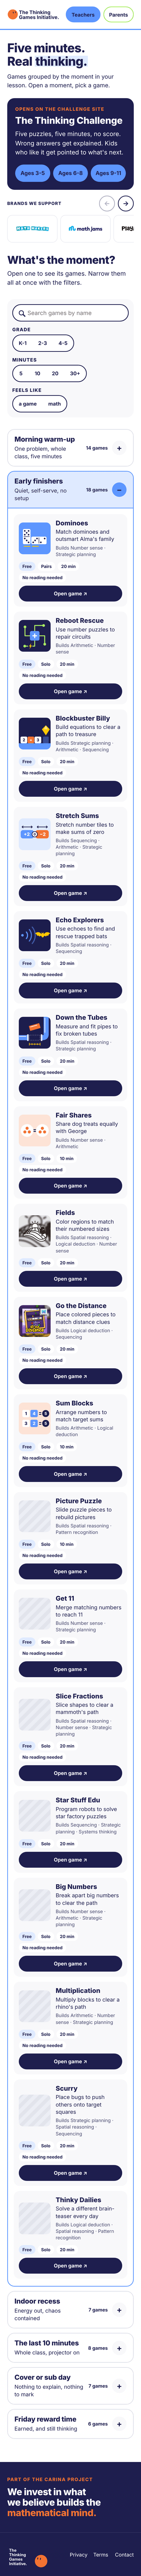 The Thinking
Games Initiative.
Teachers
Parents
Five minutes.
Real thinking.
Games grouped by the moment in your
lesson. Open a moment, pick a game.
OPENS ON THE CHALLENGE SITE
The Thinking Challenge
Five puzzles, five minutes, no score.
Wrong answers get explained. Kids
who like it get pointed to what's next.
Ages 3-5
Ages 6-8
Ages 9-11
BRANDS WE SUPPORT
←
→
math jams
What's the moment?
Open one to see its games. Narrow them
all at once with the filters.
Search games by name
GRADE
K-1 2-3 4-5
MINUTES
5 10 20 30+
FEELS LIKE
a game math
Morning warm-up
One problem, whole
class, five minutes
14 games
+
Early finishers
Quiet, self-serve, no
setup
18 games
–
Dominoes
Match dominoes and
outsmart Alma's family
Builds Number sense ·
Strategic planning
Free Pairs 20 min
No reading needed
Open game ↗
Reboot Rescue
Use number puzzles to
repair circuits
Builds Arithmetic · Number
sense
Free Solo 20 min
No reading needed
Open game ↗
Blockbuster Billy
Build equations to clear a
path to treasure
Builds Strategic planning ·
Arithmetic · Sequencing
Free Solo 20 min
No reading needed
Open game ↗
Stretch Sums
Stretch number tiles to
make sums of zero
Builds Sequencing ·
Arithmetic · Strategic
planning
Free Solo 20 min
No reading needed
Open game ↗
Echo Explorers
Use echoes to find and
rescue trapped bats
Builds Spatial reasoning ·
Sequencing
Free Solo 20 min
No reading needed
Open game ↗
Down the Tubes
Measure and fit pipes to
fix broken tubes
Builds Spatial reasoning ·
Strategic planning
Free Solo 20 min
No reading needed
Open game ↗
Fair Shares
Share dog treats equally
with George
Builds Number sense ·
Arithmetic
Free Solo 10 min
No reading needed
Open game ↗
Fields
Color regions to match
their numbered sizes
Builds Spatial reasoning ·
Logical deduction · Number
sense
Free Solo 20 min
Open game ↗
Go the Distance
Place colored pieces to
match distance clues
Builds Logical deduction ·
Sequencing
Free Solo 20 min
No reading needed
Open game ↗
Sum Blocks
Arrange numbers to
match target sums
Builds Arithmetic · Logical
deduction
Free Solo 10 min
No reading needed
Open game ↗
Picture Puzzle
Slide puzzle pieces to
rebuild pictures
Builds Spatial reasoning ·
Pattern recognition
Free Solo 10 min
No reading needed
Open game ↗
Get 11
Merge matching numbers
to reach 11
Builds Number sense ·
Strategic planning
Free Solo 20 min
No reading needed
Open game ↗
Slice Fractions
Slice shapes to clear a
mammoth's path
Builds Spatial reasoning ·
Number sense · Strategic
planning
Free Solo 20 min
No reading needed
Open game ↗
Star Stuff Edu
Program robots to solve
star factory puzzles
Builds Sequencing · Strategic
planning · Systems thinking
Free Solo 20 min
Open game ↗
Big Numbers
Break apart big numbers
to clear the path
Builds Number sense ·
Arithmetic · Strategic
planning
Free Solo 20 min
No reading needed
Open game ↗
Multiplication
Multiply blocks to clear a
rhino's path
Builds Arithmetic · Number
sense · Strategic planning
Free Solo 20 min
No reading needed
Open game ↗
Scurry
Place bugs to push
others onto target
squares
Builds Strategic planning ·
Spatial reasoning ·
Sequencing
Free Solo 20 min
No reading needed
Open game ↗
Thinky Dailies
Solve a different brain-
teaser every day
Builds Logical deduction ·
Spatial reasoning · Pattern
recognition
Free Solo 20 min
Open game ↗
Indoor recess
Energy out, chaos
contained
7 games
+
The last 10 minutes
Whole class, projector on
8 games
+
Cover or sub day
Nothing to explain, nothing
to mark
7 games
+
Friday reward time
Earned, and still thinking
6 games
+
PART OF THE CARINA PROJECT
We invest in what
we believe builds the
mathematical mind.
The
Thinking
Games
Initiative.
Privacy Terms Contact